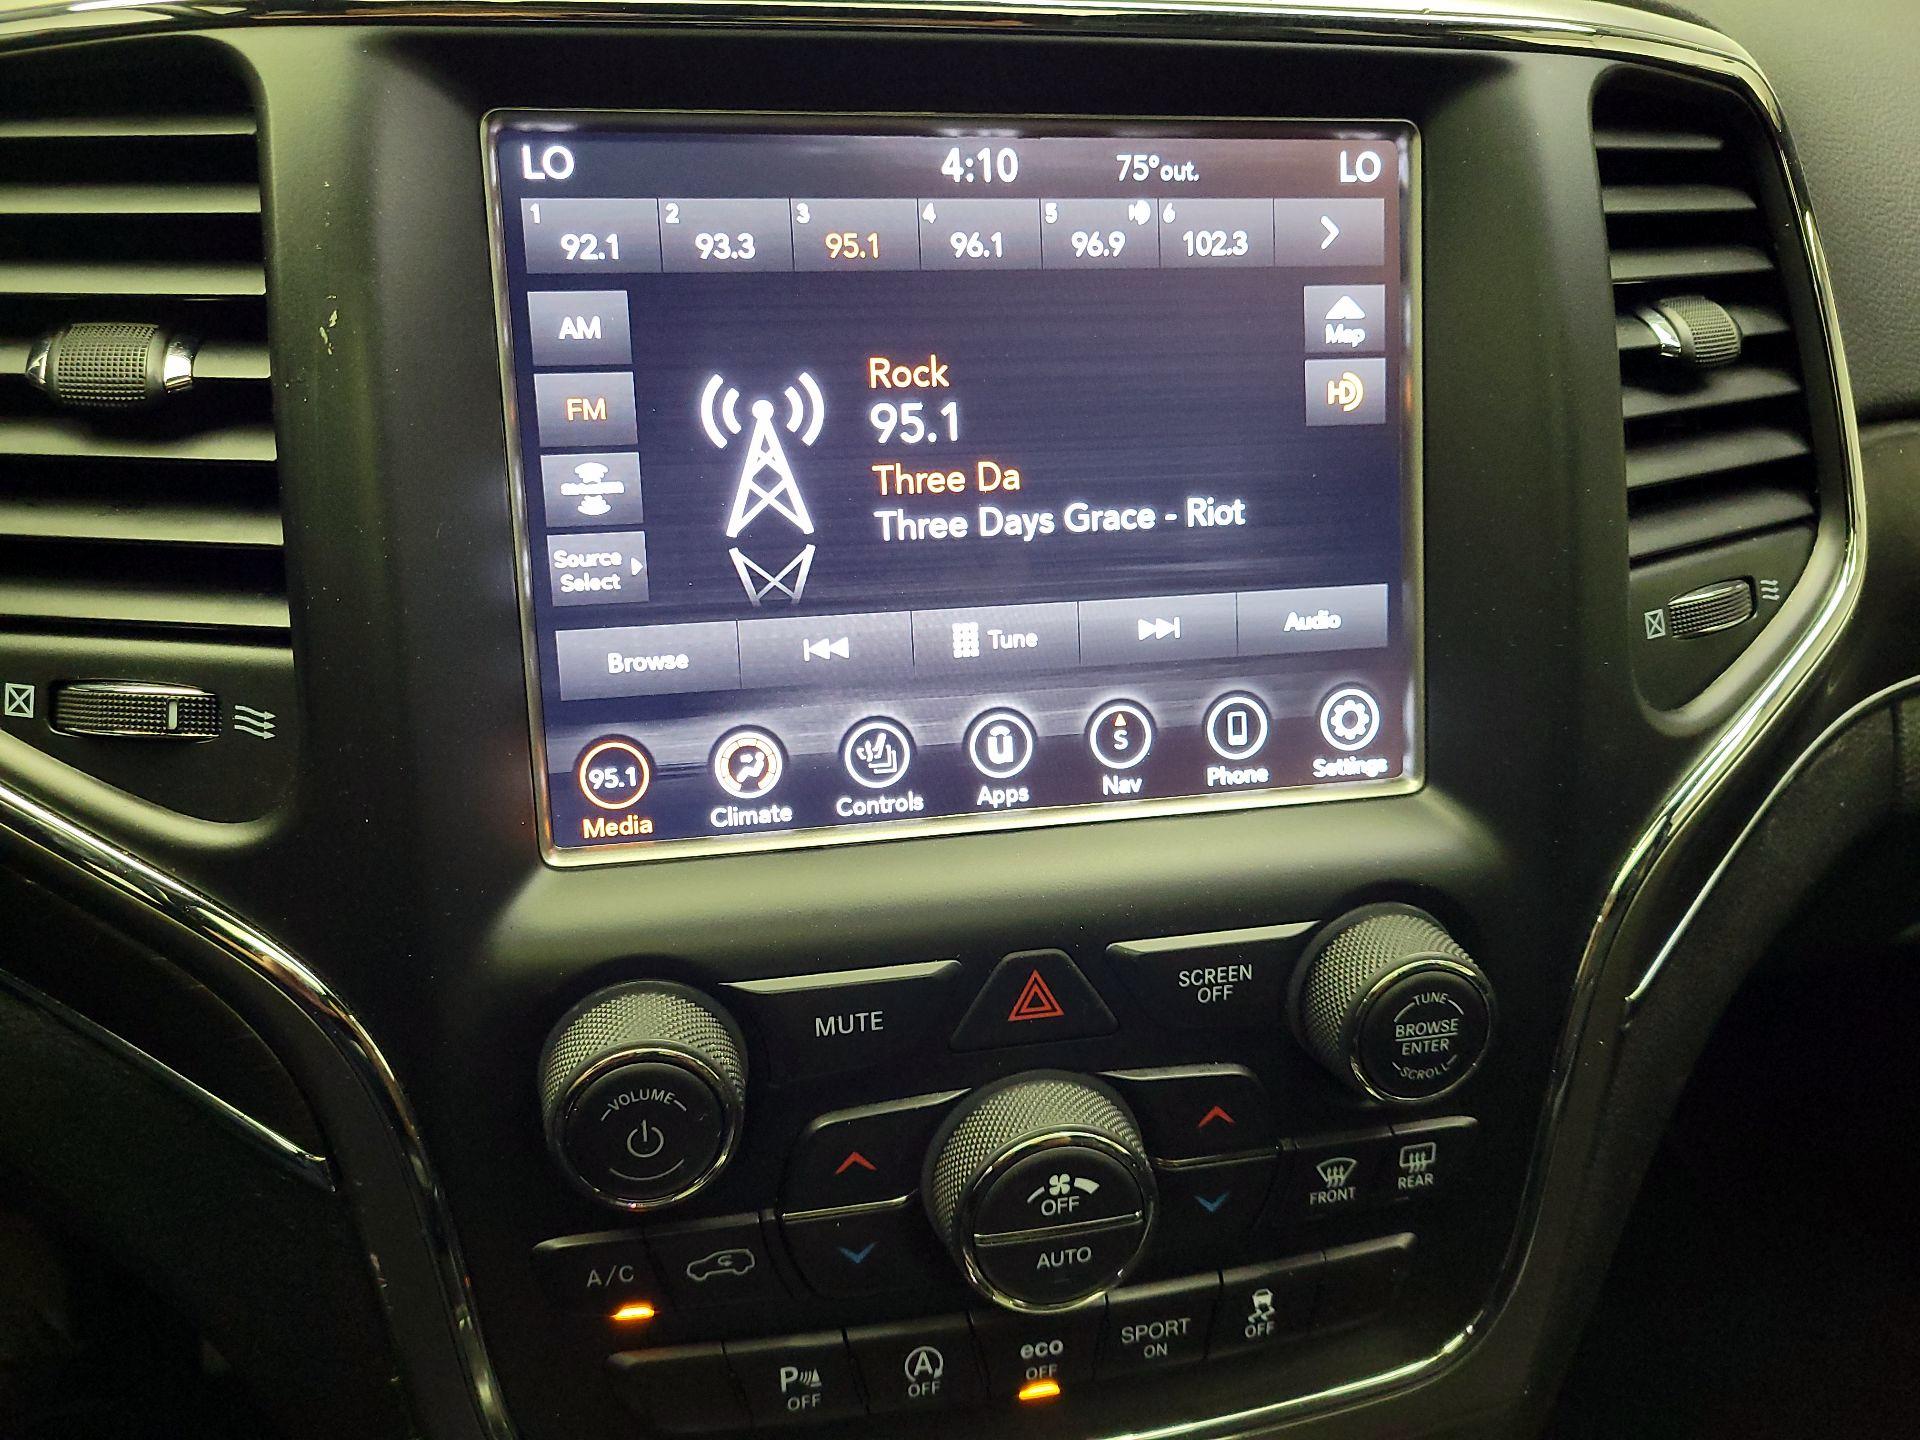 LO 4:10 75°out. LO
1 2 3 4 5 6
92.1 93.3 95.1 96.1 96.9 102.3
AM
Map
FM
HD
Rock
95.1
Three Da
Three Days Grace - Riot
Source
Select
Browse Tune Audio
95.1 S
Media Climate Controls Apps Nav Phone Settings
MUTE
SCREEN
OFF
TUNE
BROWSE
ENTER
SCROLL
VOLUME
OFF
AUTO
FRONT REAR
A/C
P
OFF
A
OFF
eco
OFF
SPORT
ON
OFF